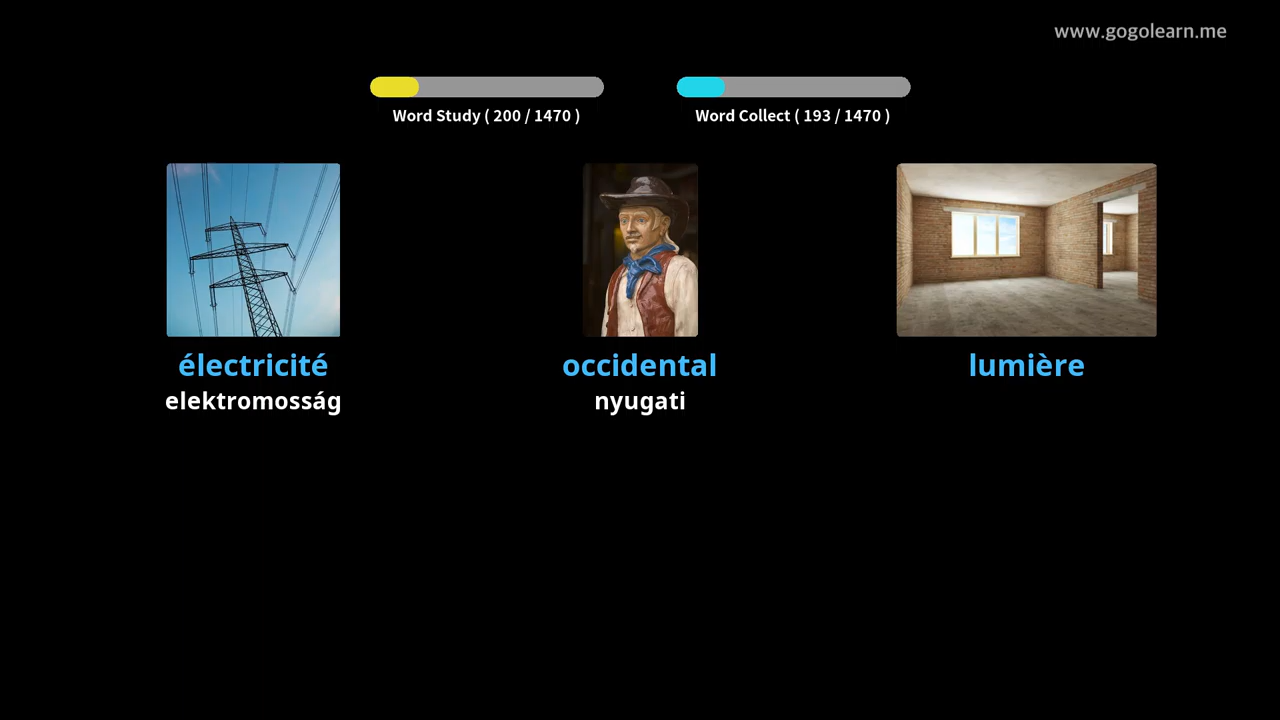 www.gogolearn.me
Word Study ( 200 / 1470 )
Word Collect ( 193 / 1470 )
électricité
elektromosság
occidental
nyugati
lumière